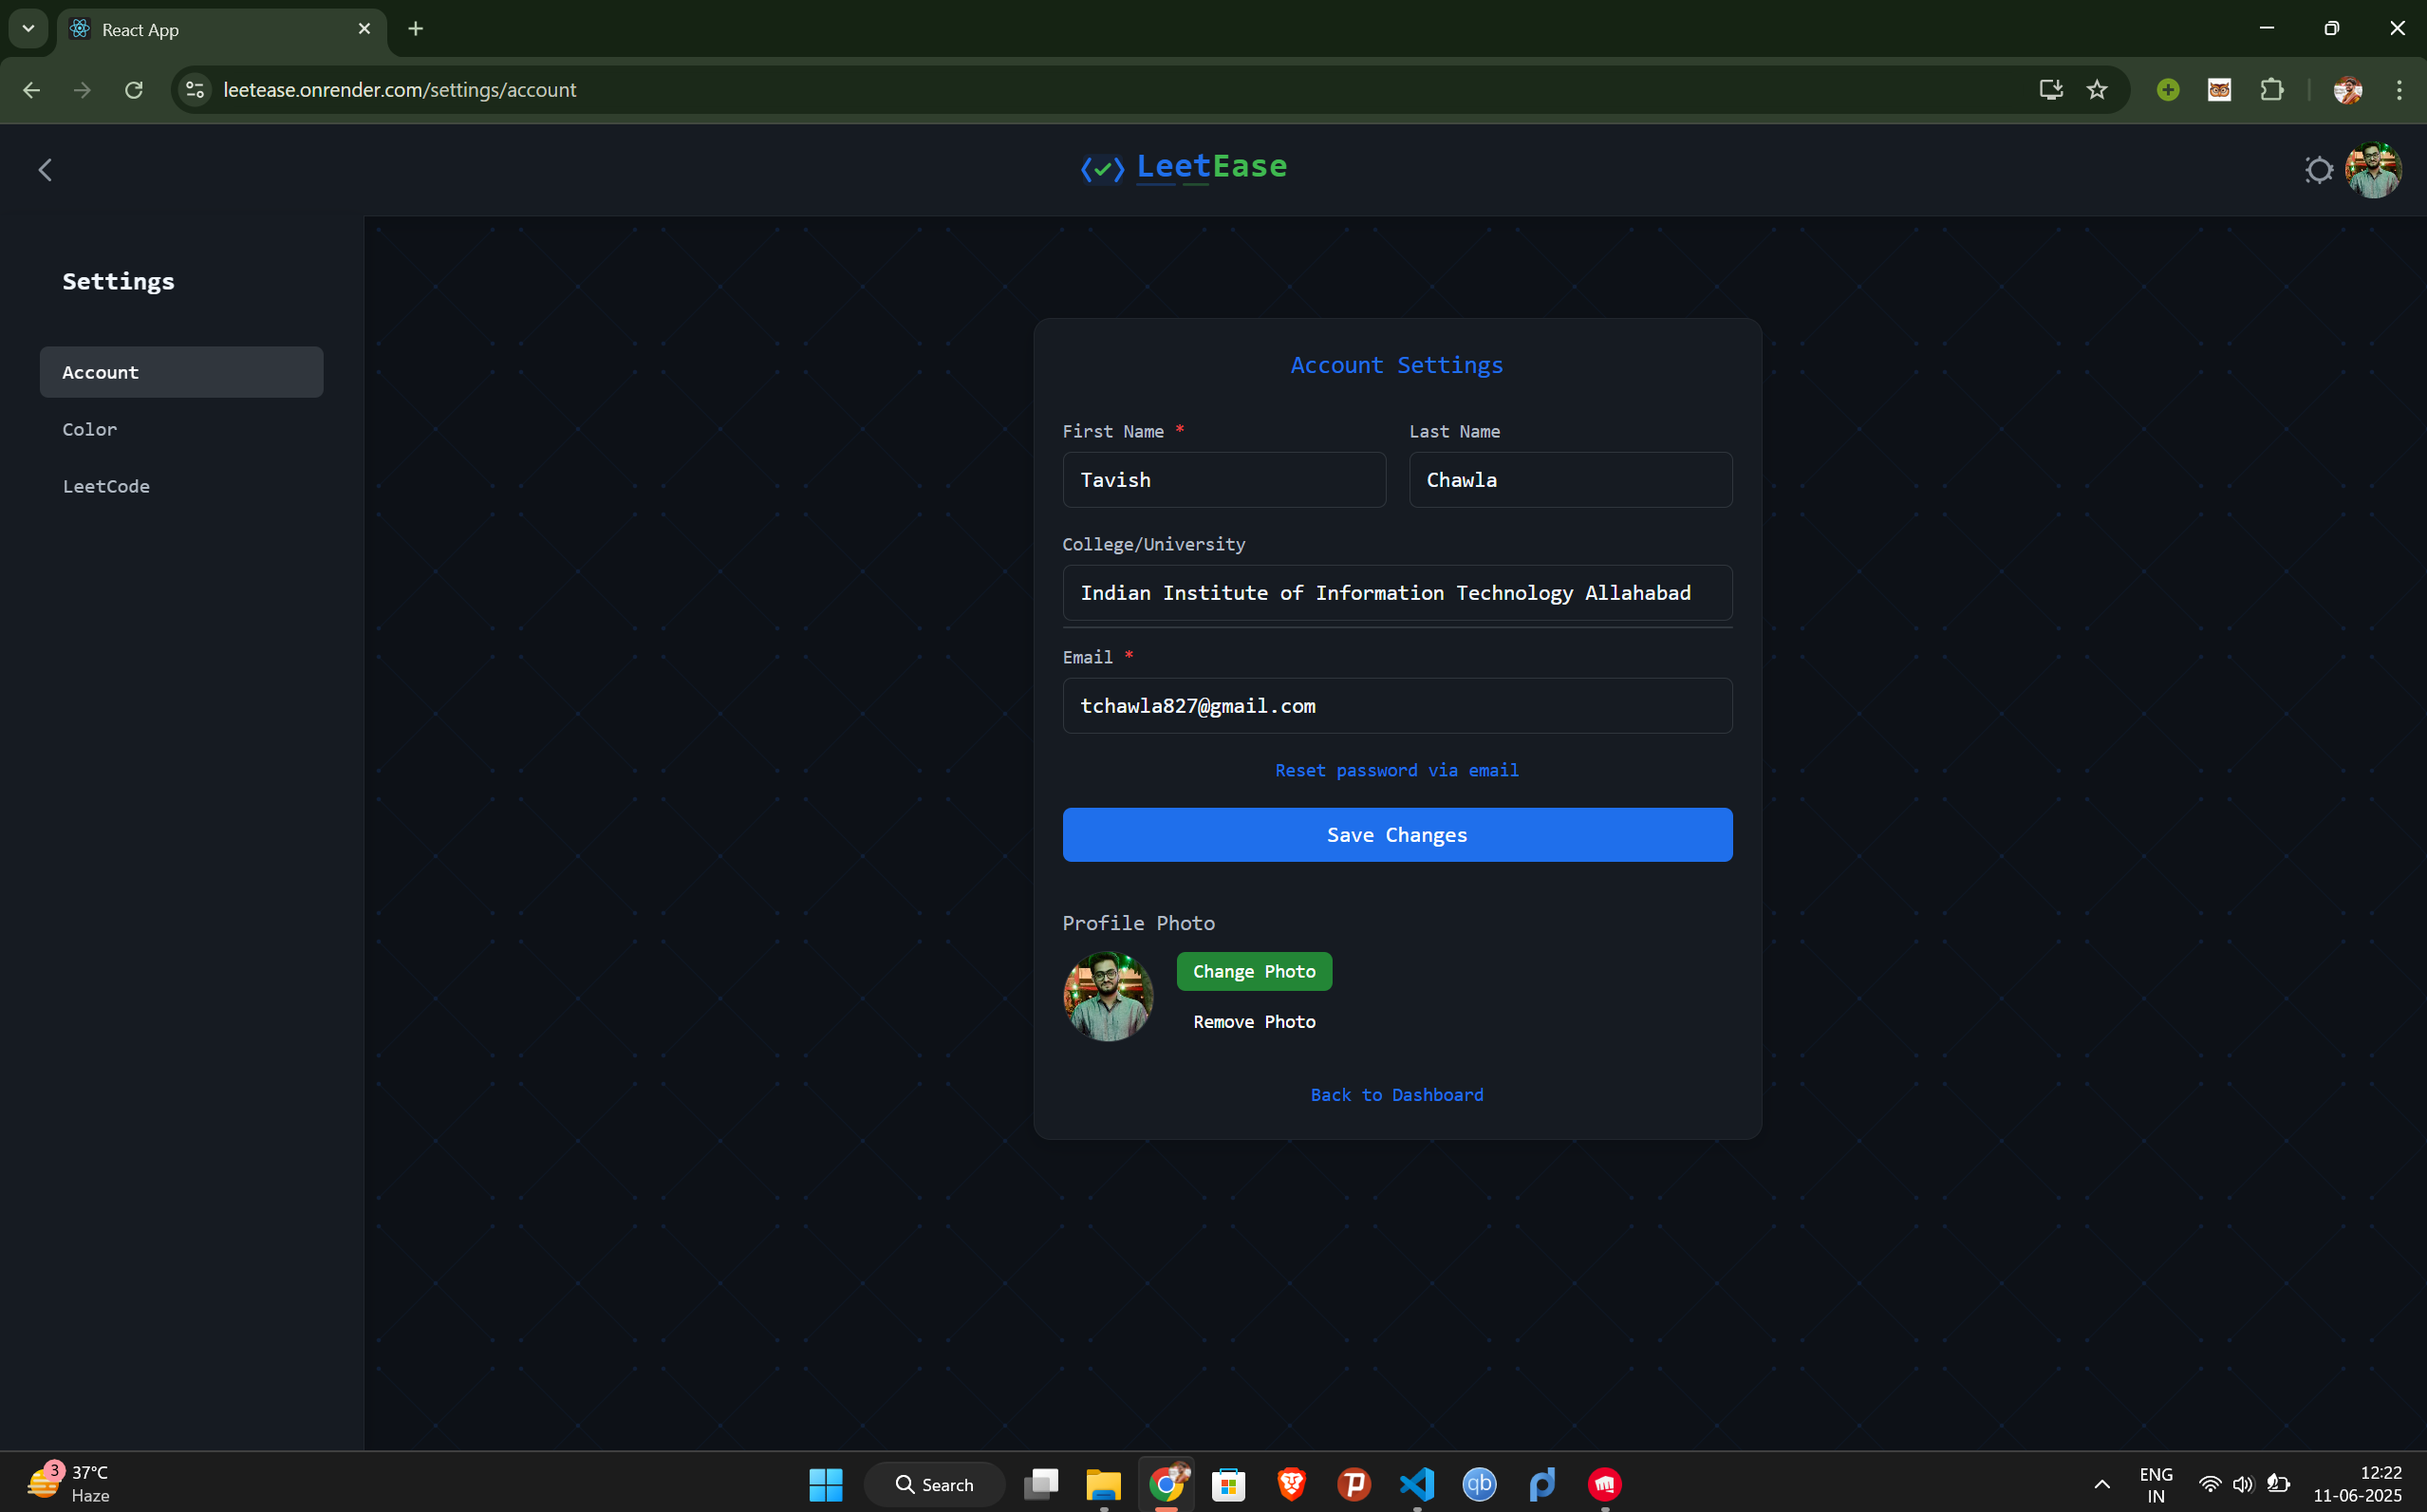 React App
leetease.onrender.com/settings/account
LeetEase
Settings
Account
Color
LeetCode
Account Settings
First Name * Last Name
Tavish Chawla
College/University
Indian Institute of Information Technology Allahabad
Email *
tchawla827@gmail.com
Reset password via email
Save Changes
Profile Photo
Change Photo
Remove Photo
Back to Dashboard
3
37°C
Haze
Search
qb
ENG
IN
12:22
11-06-2025